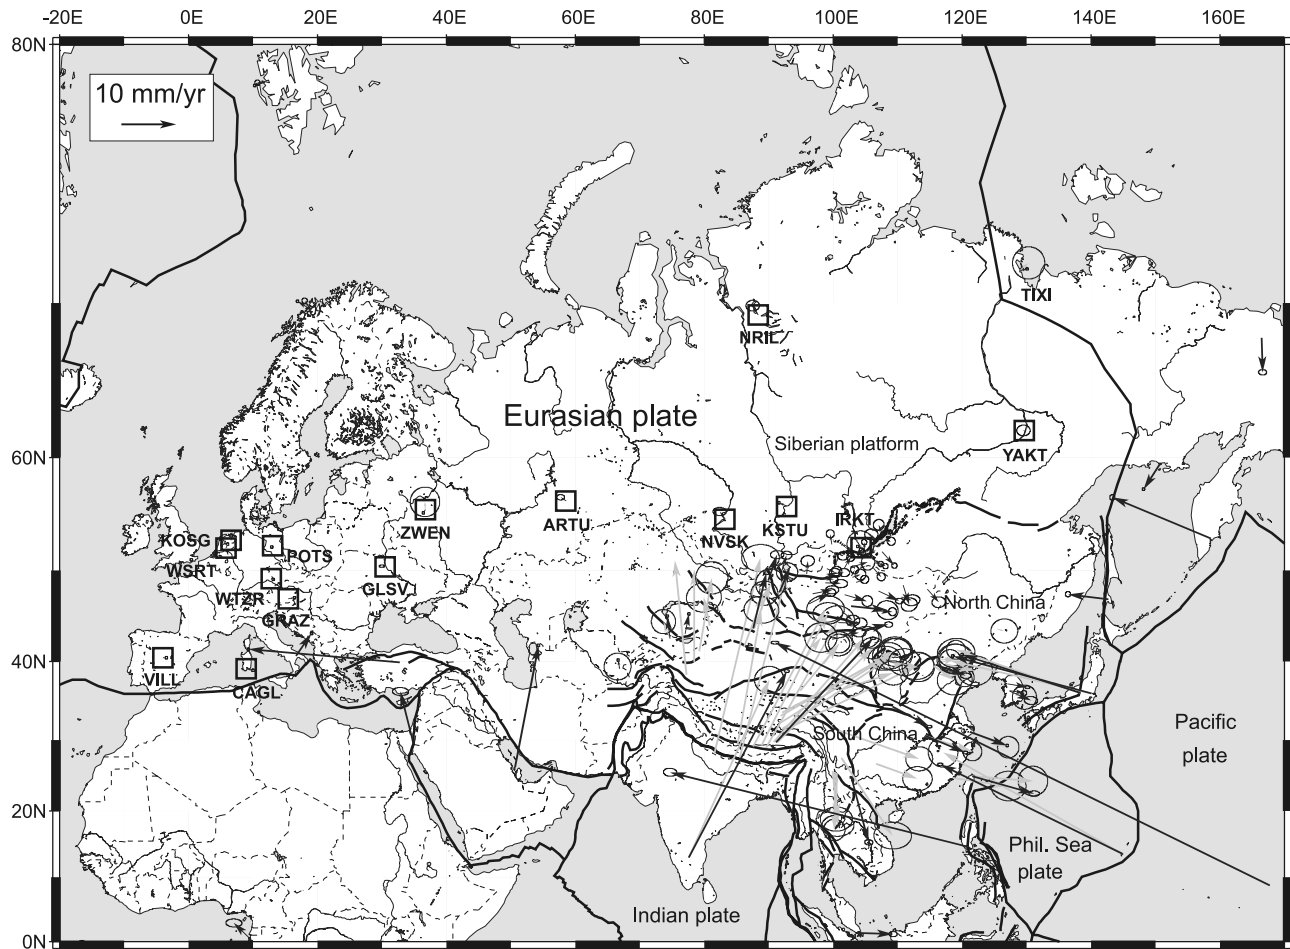 20E 0E 20E 40E 60E 80E 100E 120E 140E 160E
80N
10 mm/yr
TIXI
NRIL
Eurasian plate
Siberian platform
60N
YAKT
ARTU
ZWEN
KSTU
IRKT
NVSK
KOSG
POTS
WSRT
GLSV
WTZR
GRAZ
North China
40N
VILL
CAGL
South China
Pacific
plate
20N
Phil. Sea
plate
Indian plate
0N